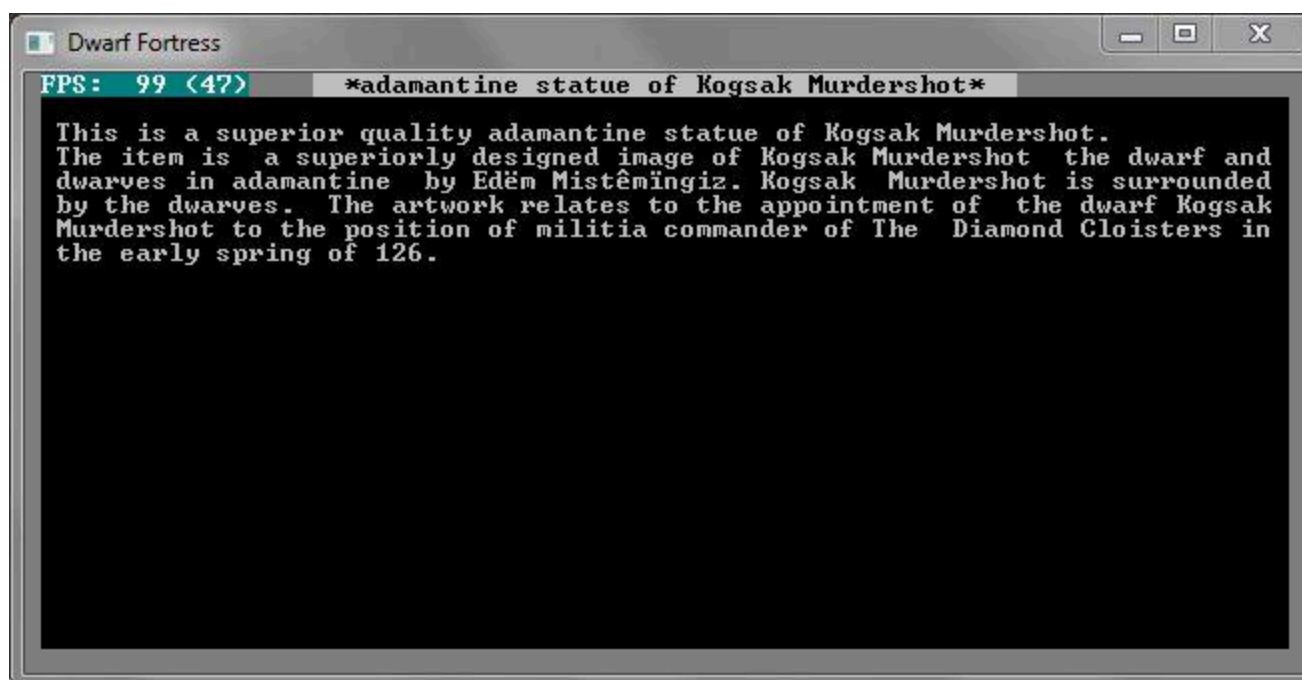 Dwarf Fortress
FPS: 99 (47) *adamantine statue of Kogsak Murdershot*
This is a superior quality adamantine statue of Kogsak Murdershot.
The item is a superiorly designed image of Kogsak Murdershot the dwarf and
dwarves in adamantine by Edëm Mistêmïngiz. Kogsak Murdershot is surrounded
by the dwarves. The artwork relates to the appointment of the dwarf Kogsak
Murdershot to the position of militia commander of The Diamond Cloisters in
the early spring of 126.